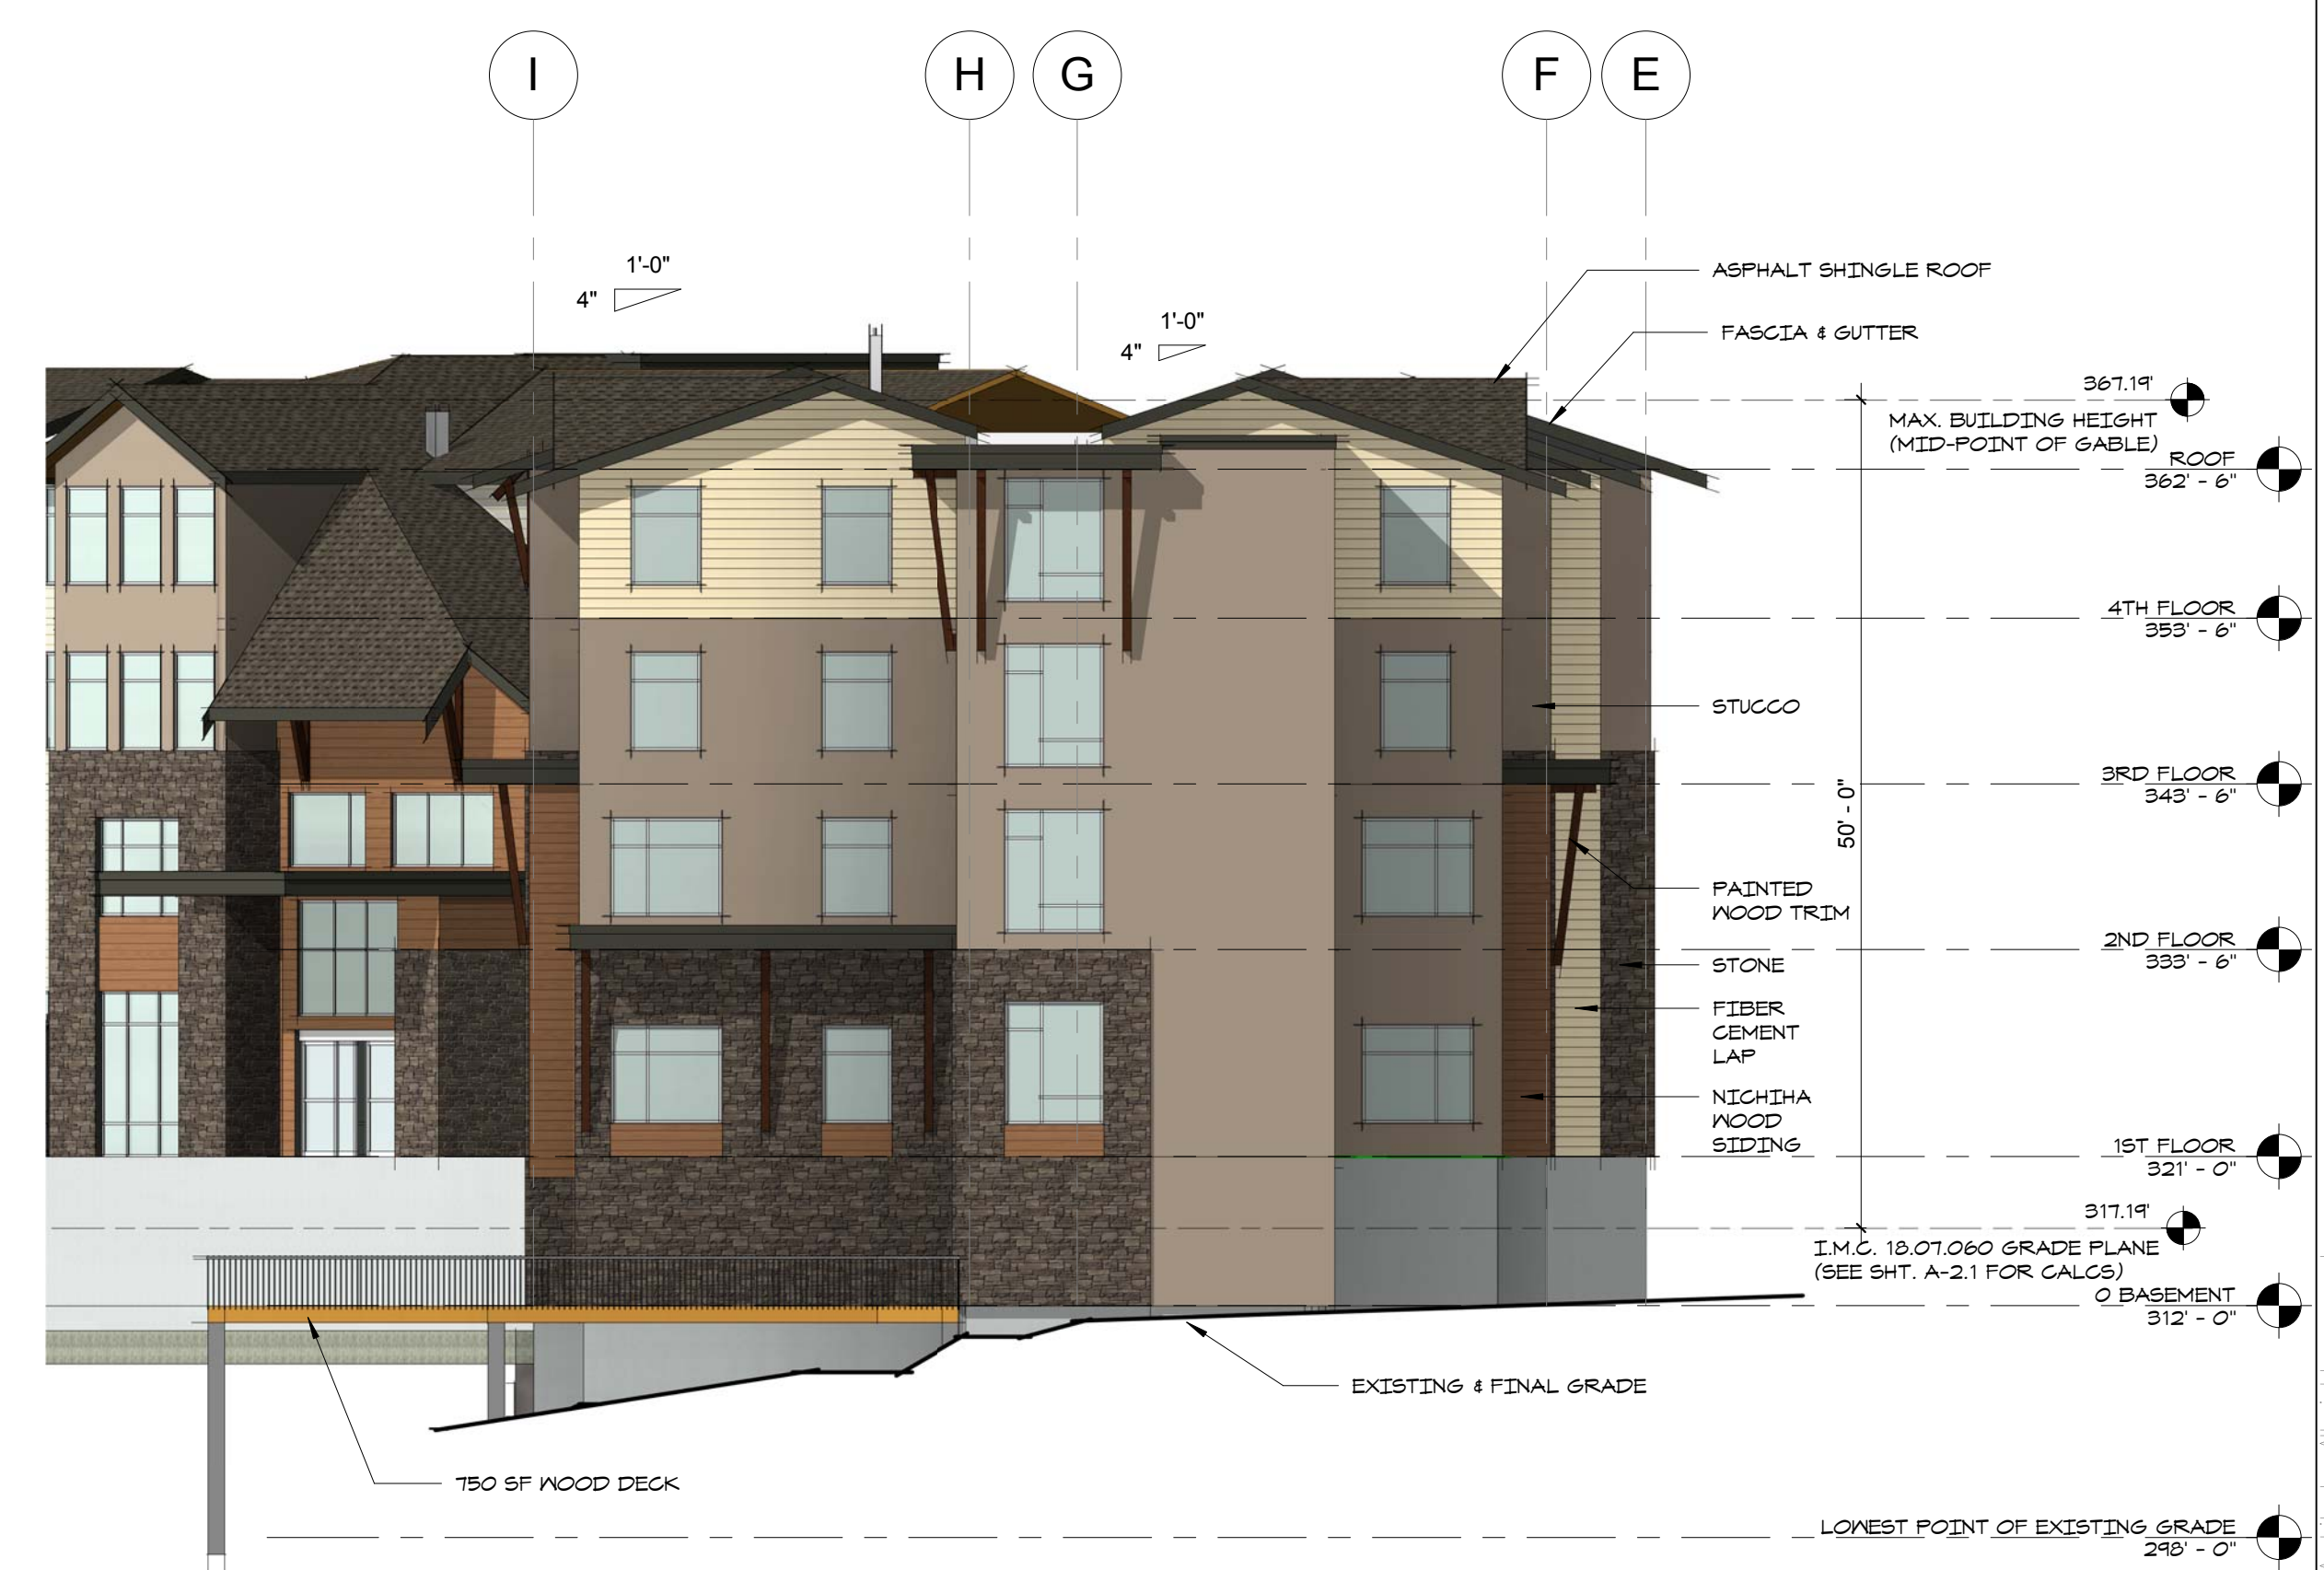 I
H
G
F
E
1'-0"
4"
1'-0"
4"
ASPHALT SHINGLE ROOF
FASCIA & GUTTER
367.19'
MAX. BUILDING HEIGHT
(MID-POINT OF GABLE)
ROOF
362' - 6"
4TH FLOOR
353' - 6"
STUCCO
3RD FLOOR
343' - 6"
50' - 0"
PAINTED
WOOD TRIM
2ND FLOOR
333' - 6"
STONE
FIBER
CEMENT
LAP
NICHIHA
WOOD
SIDING
1ST FLOOR
321' - 0"
317.19'
I.M.C. 18.07.060 GRADE PLANE
(SEE SHT. A-2.1 FOR CALCS)
0 BASEMENT
312' - 0"
EXISTING & FINAL GRADE
750 SF WOOD DECK
LOWEST POINT OF EXISTING GRADE
298' - 0"